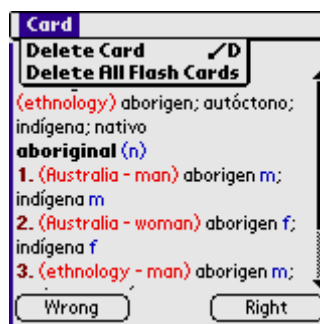 Card
Delete Card ✓D
Delete All Flash Cards
(ethnology) aborigen; autóctono;
indígena; nativo
aboriginal (n)
1. (Australia - man) aborigen m;
indígena m
2. (Australia - woman) aborigen f;
indígena f
3. (ethnology - man) aborigen m;
Wrong
Right